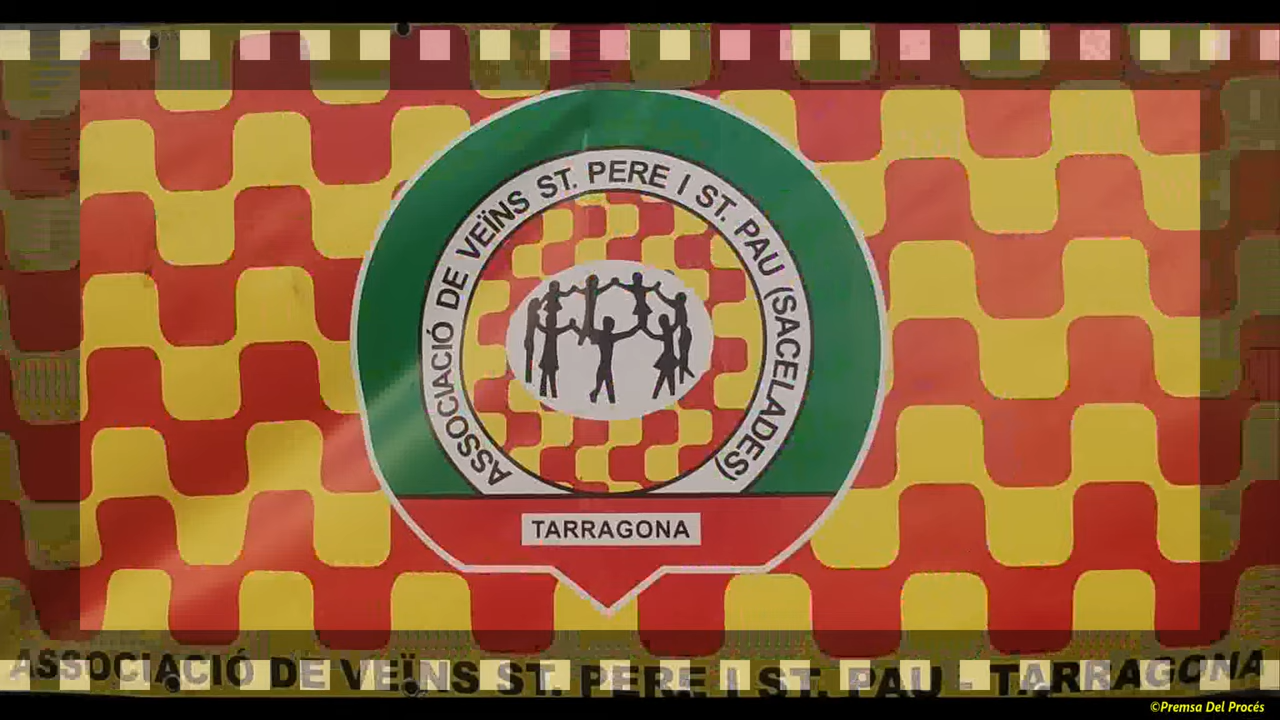 ASSOCIACIÓ DE VEÏNS ST. PERE I ST. PAU (SACELADES)
TARRAGONA
ASSOCIACIÓ DE VEÏNS ST. PERE I ST. PAU - TARRAGONA
©Premsa Del Procés